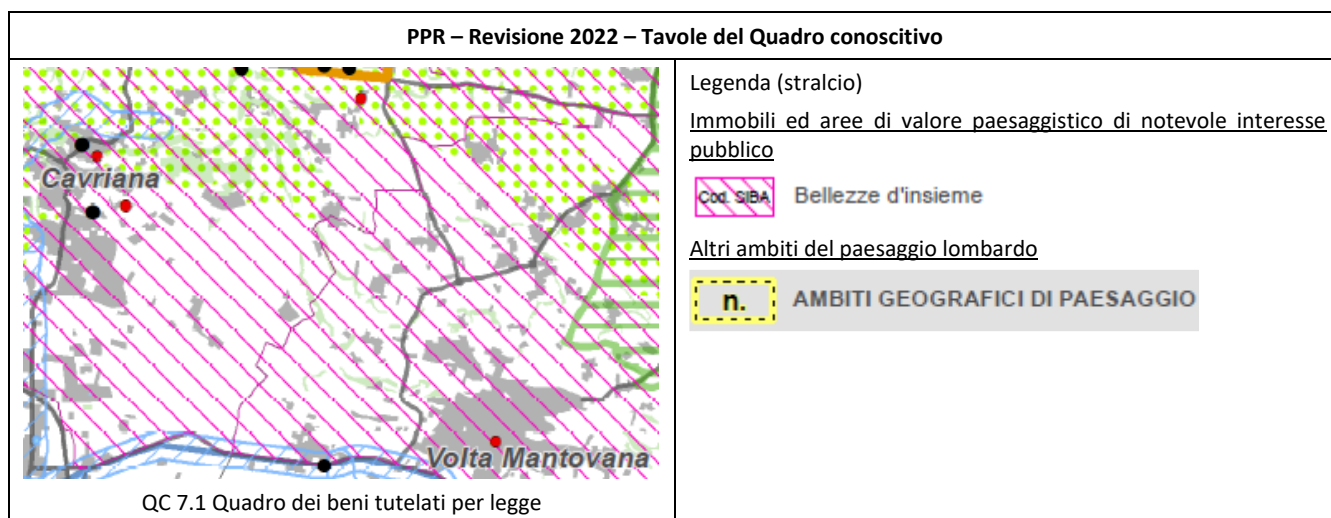 PPR – Revisione 2022 – Tavole del Quadro conoscitivo
Cavriana
Volta Mantovana
QC 7.1 Quadro dei beni tutelati per legge
Legenda (stralcio)
Immobili ed aree di valore paesaggistico di notevole interesse
pubblico
Cod. SIBA Bellezze d'insieme
Altri ambiti del paesaggio lombardo
n. AMBITI GEOGRAFICI DI PAESAGGIO